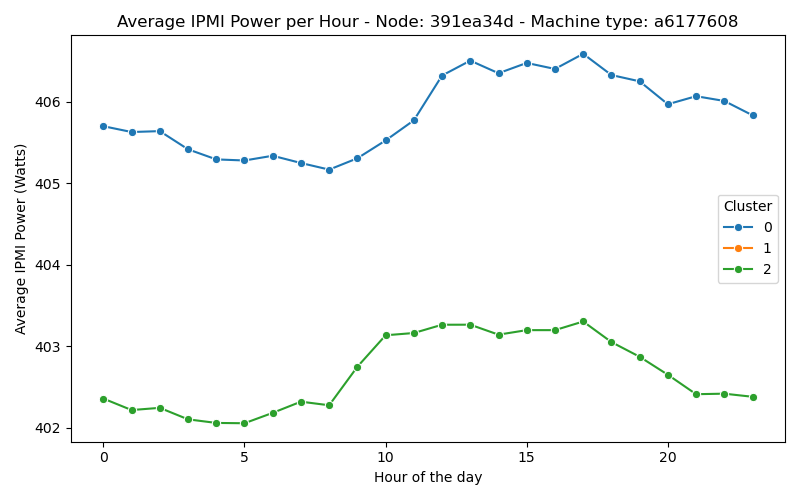 Average IPMI Power per Hour - Node: 391ea34d - Machine type: a6177608
Average IPMI Power (Watts)
406
405
404
403
402
Cluster
0
1
2
0 5 10 15 20
Hour of the day